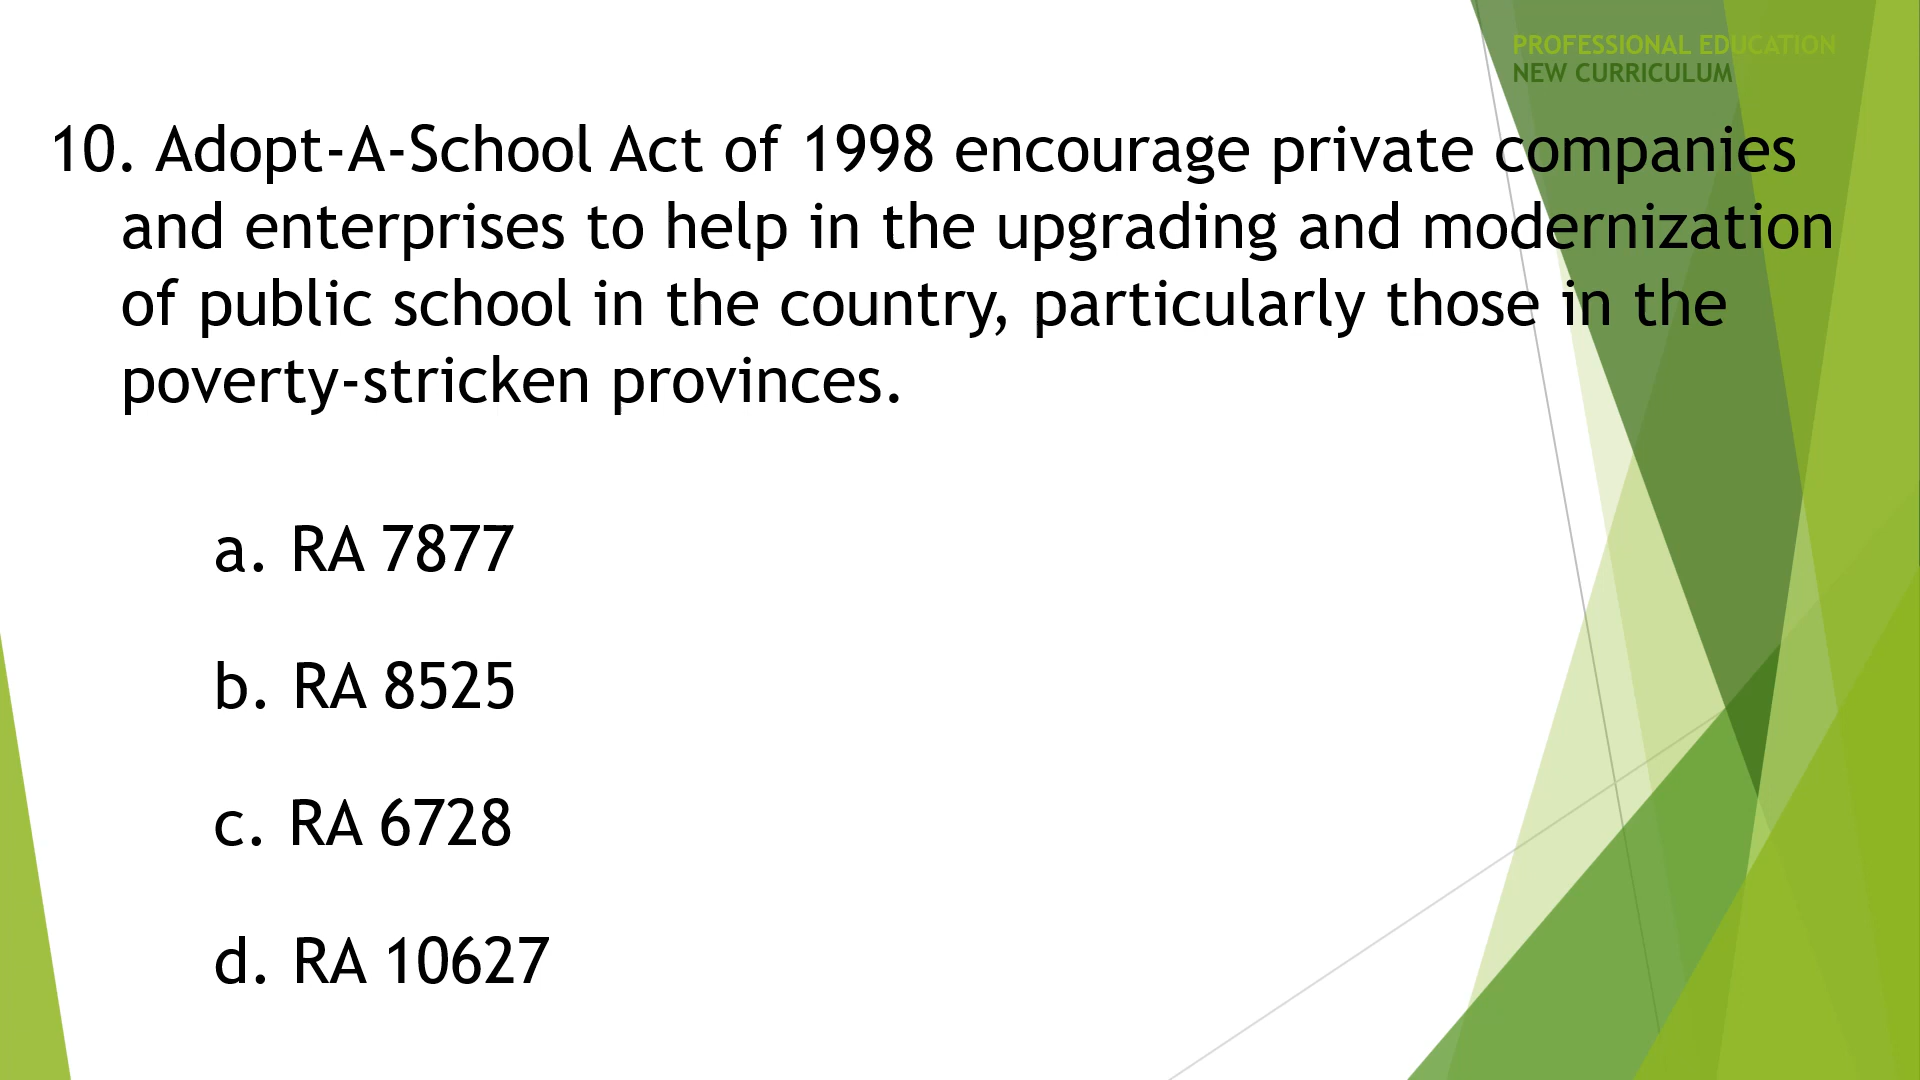 PROFESSIONAL EDUCATION
NEW CURRICULUM
10. Adopt-A-School Act of 1998 encourage private companies
and enterprises to help in the upgrading and modernization
of public school in the country, particularly those in the
poverty-stricken provinces.
a. RA 7877
b. RA 8525
c. RA 6728
d. RA 10627